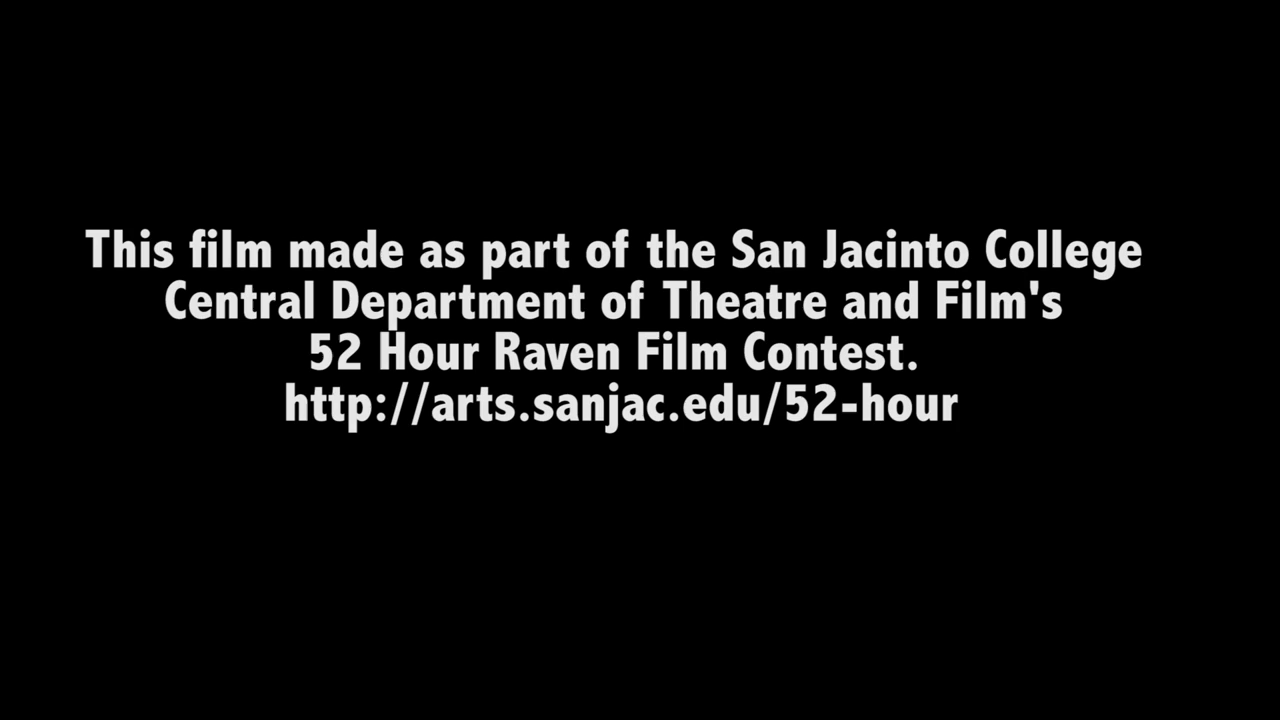 This film made as part of the San Jacinto College
Central Department of Theatre and Film's
52 Hour Raven Film Contest.
http://arts.sanjac.edu/52-hour